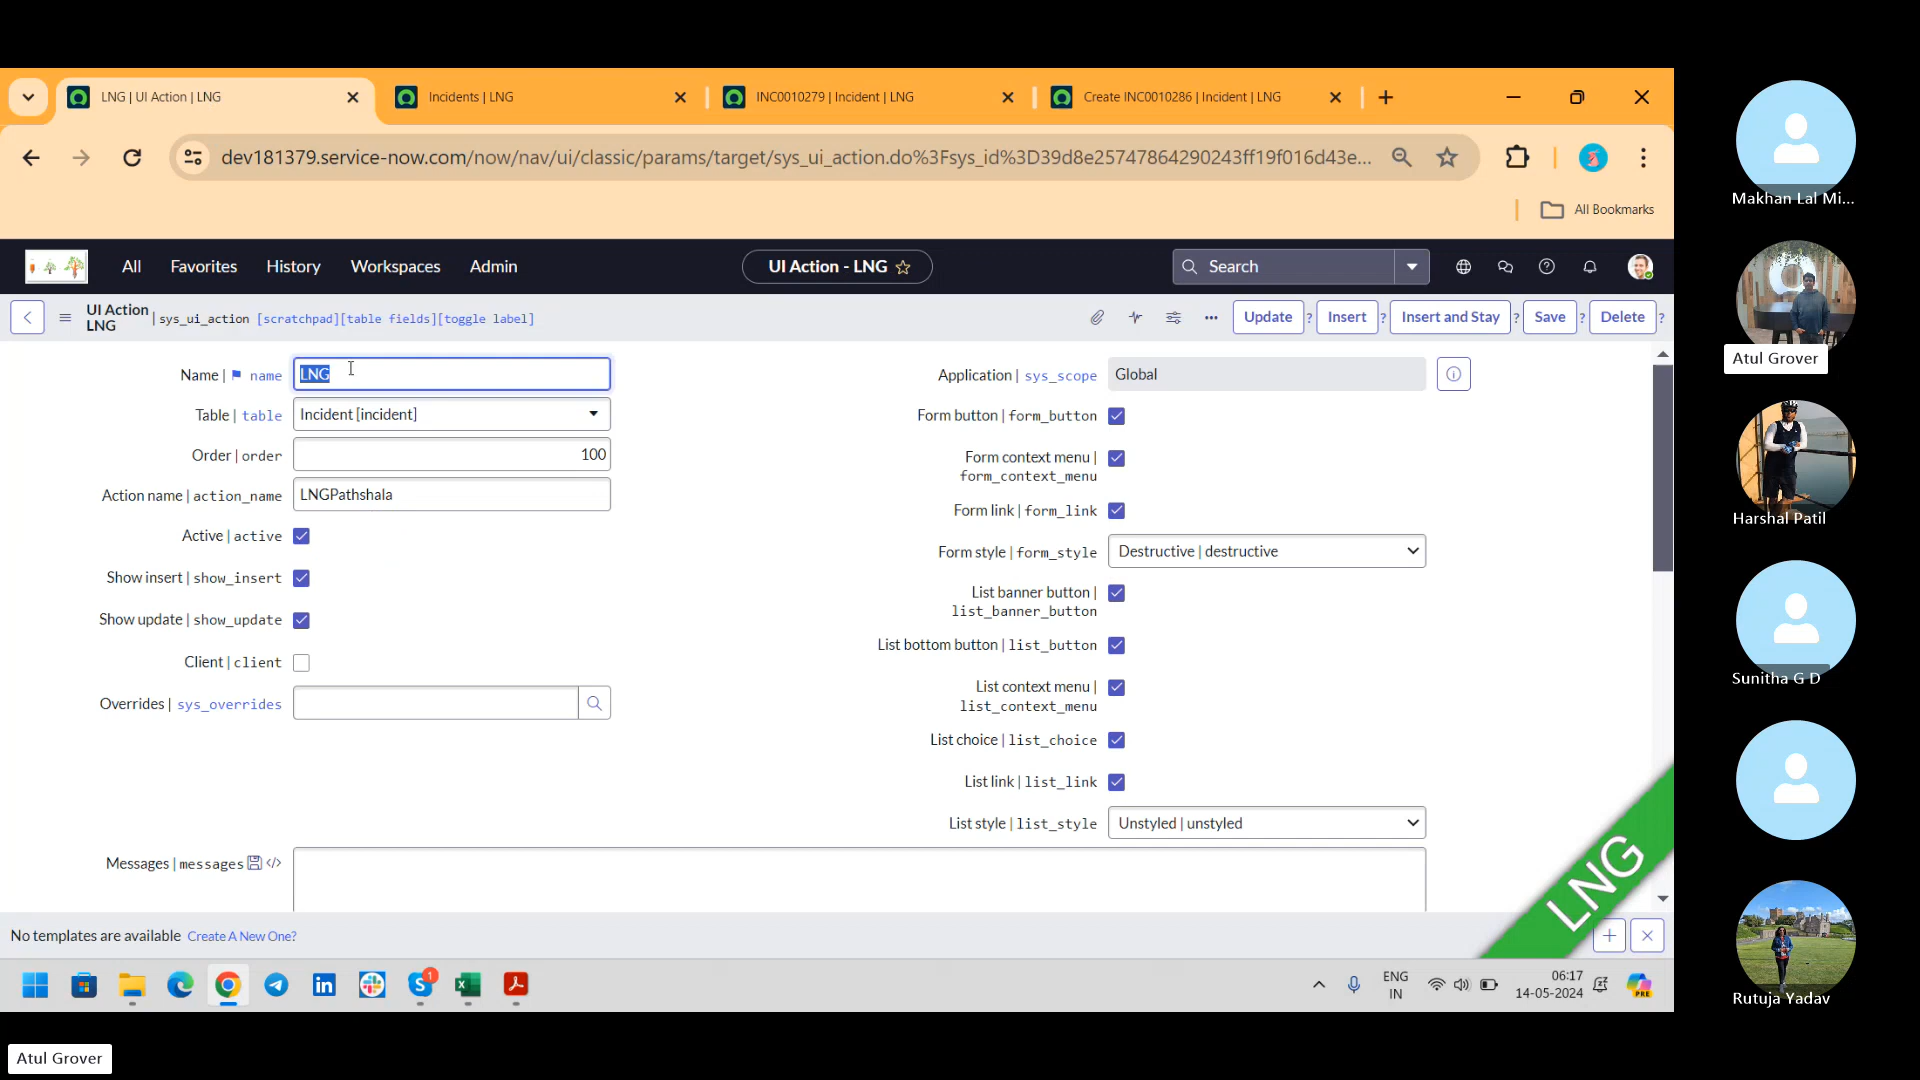 LNG | UI Action | LNG
Incidents | LNG
INC0010279 | Incident | LNG
Create INC0010286 | Incident | LNG
dev181379.service-now.com/now/nav/ui/classic/params/target/sys_ui_action.do%3Fsys_id%3D39d8e25747864290243ff19f016d43e...
All Bookmarks
All
Favorites
History
Workspaces
Admin
UI Action - LNG
Search
UI Action
LNG
| sys_ui_action [scratchpad][table fields][toggle label]
Update ?
Insert ?
Insert and Stay ?
Save ?
Delete ?
Name | name
LNG
Table | table
Incident [incident]
Order | order
100
Action name | action_name
LNGPathshala
Active | active
Show insert | show_insert
Show update | show_update
Client | client
Overrides | sys_overrides
Application | sys_scope
Global
Form button | form_button
Form context menu |
form_context_menu
Form link | form_link
Form style | form_style
Destructive | destructive
List banner button |
list_banner_button
List bottom button | list_button
List context menu |
list_context_menu
List choice | list_choice
List link | list_link
List style | list_style
Unstyled | unstyled
Messages | messages
LNG
No templates are available Create A New One?
1
ENG
IN
06:17
14-05-2024
PRE
Makhan Lal Mi...
Atul Grover
Harshal Patil
Sunitha G D
Rutuja Yadav
Atul Grover